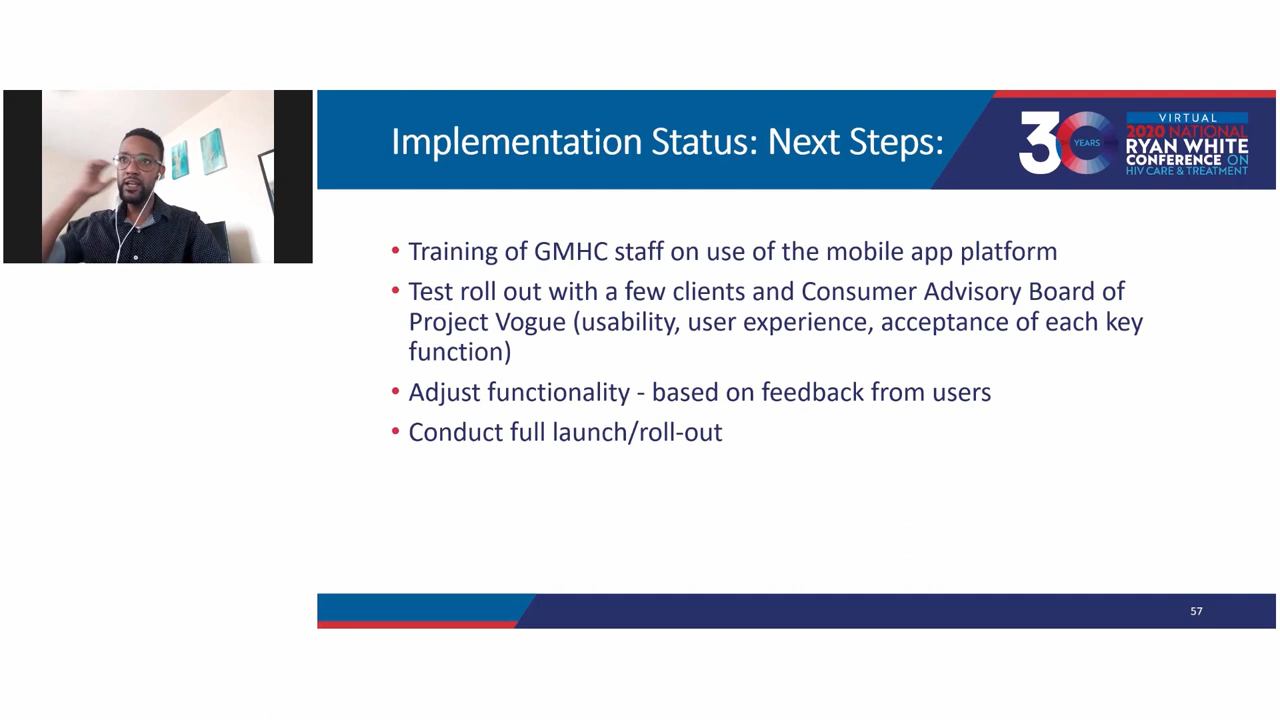 Implementation Status: Next Steps:
30
YEARS
VIRTUAL
2020 NATIONAL
RYAN WHITE
CONFERENCE ON
HIV CARE & TREATMENT
• Training of GMHC staff on use of the mobile app platform
• Test roll out with a few clients and Consumer Advisory Board of
Project Vogue (usability, user experience, acceptance of each key
function)
• Adjust functionality - based on feedback from users
• Conduct full launch/roll-out
57